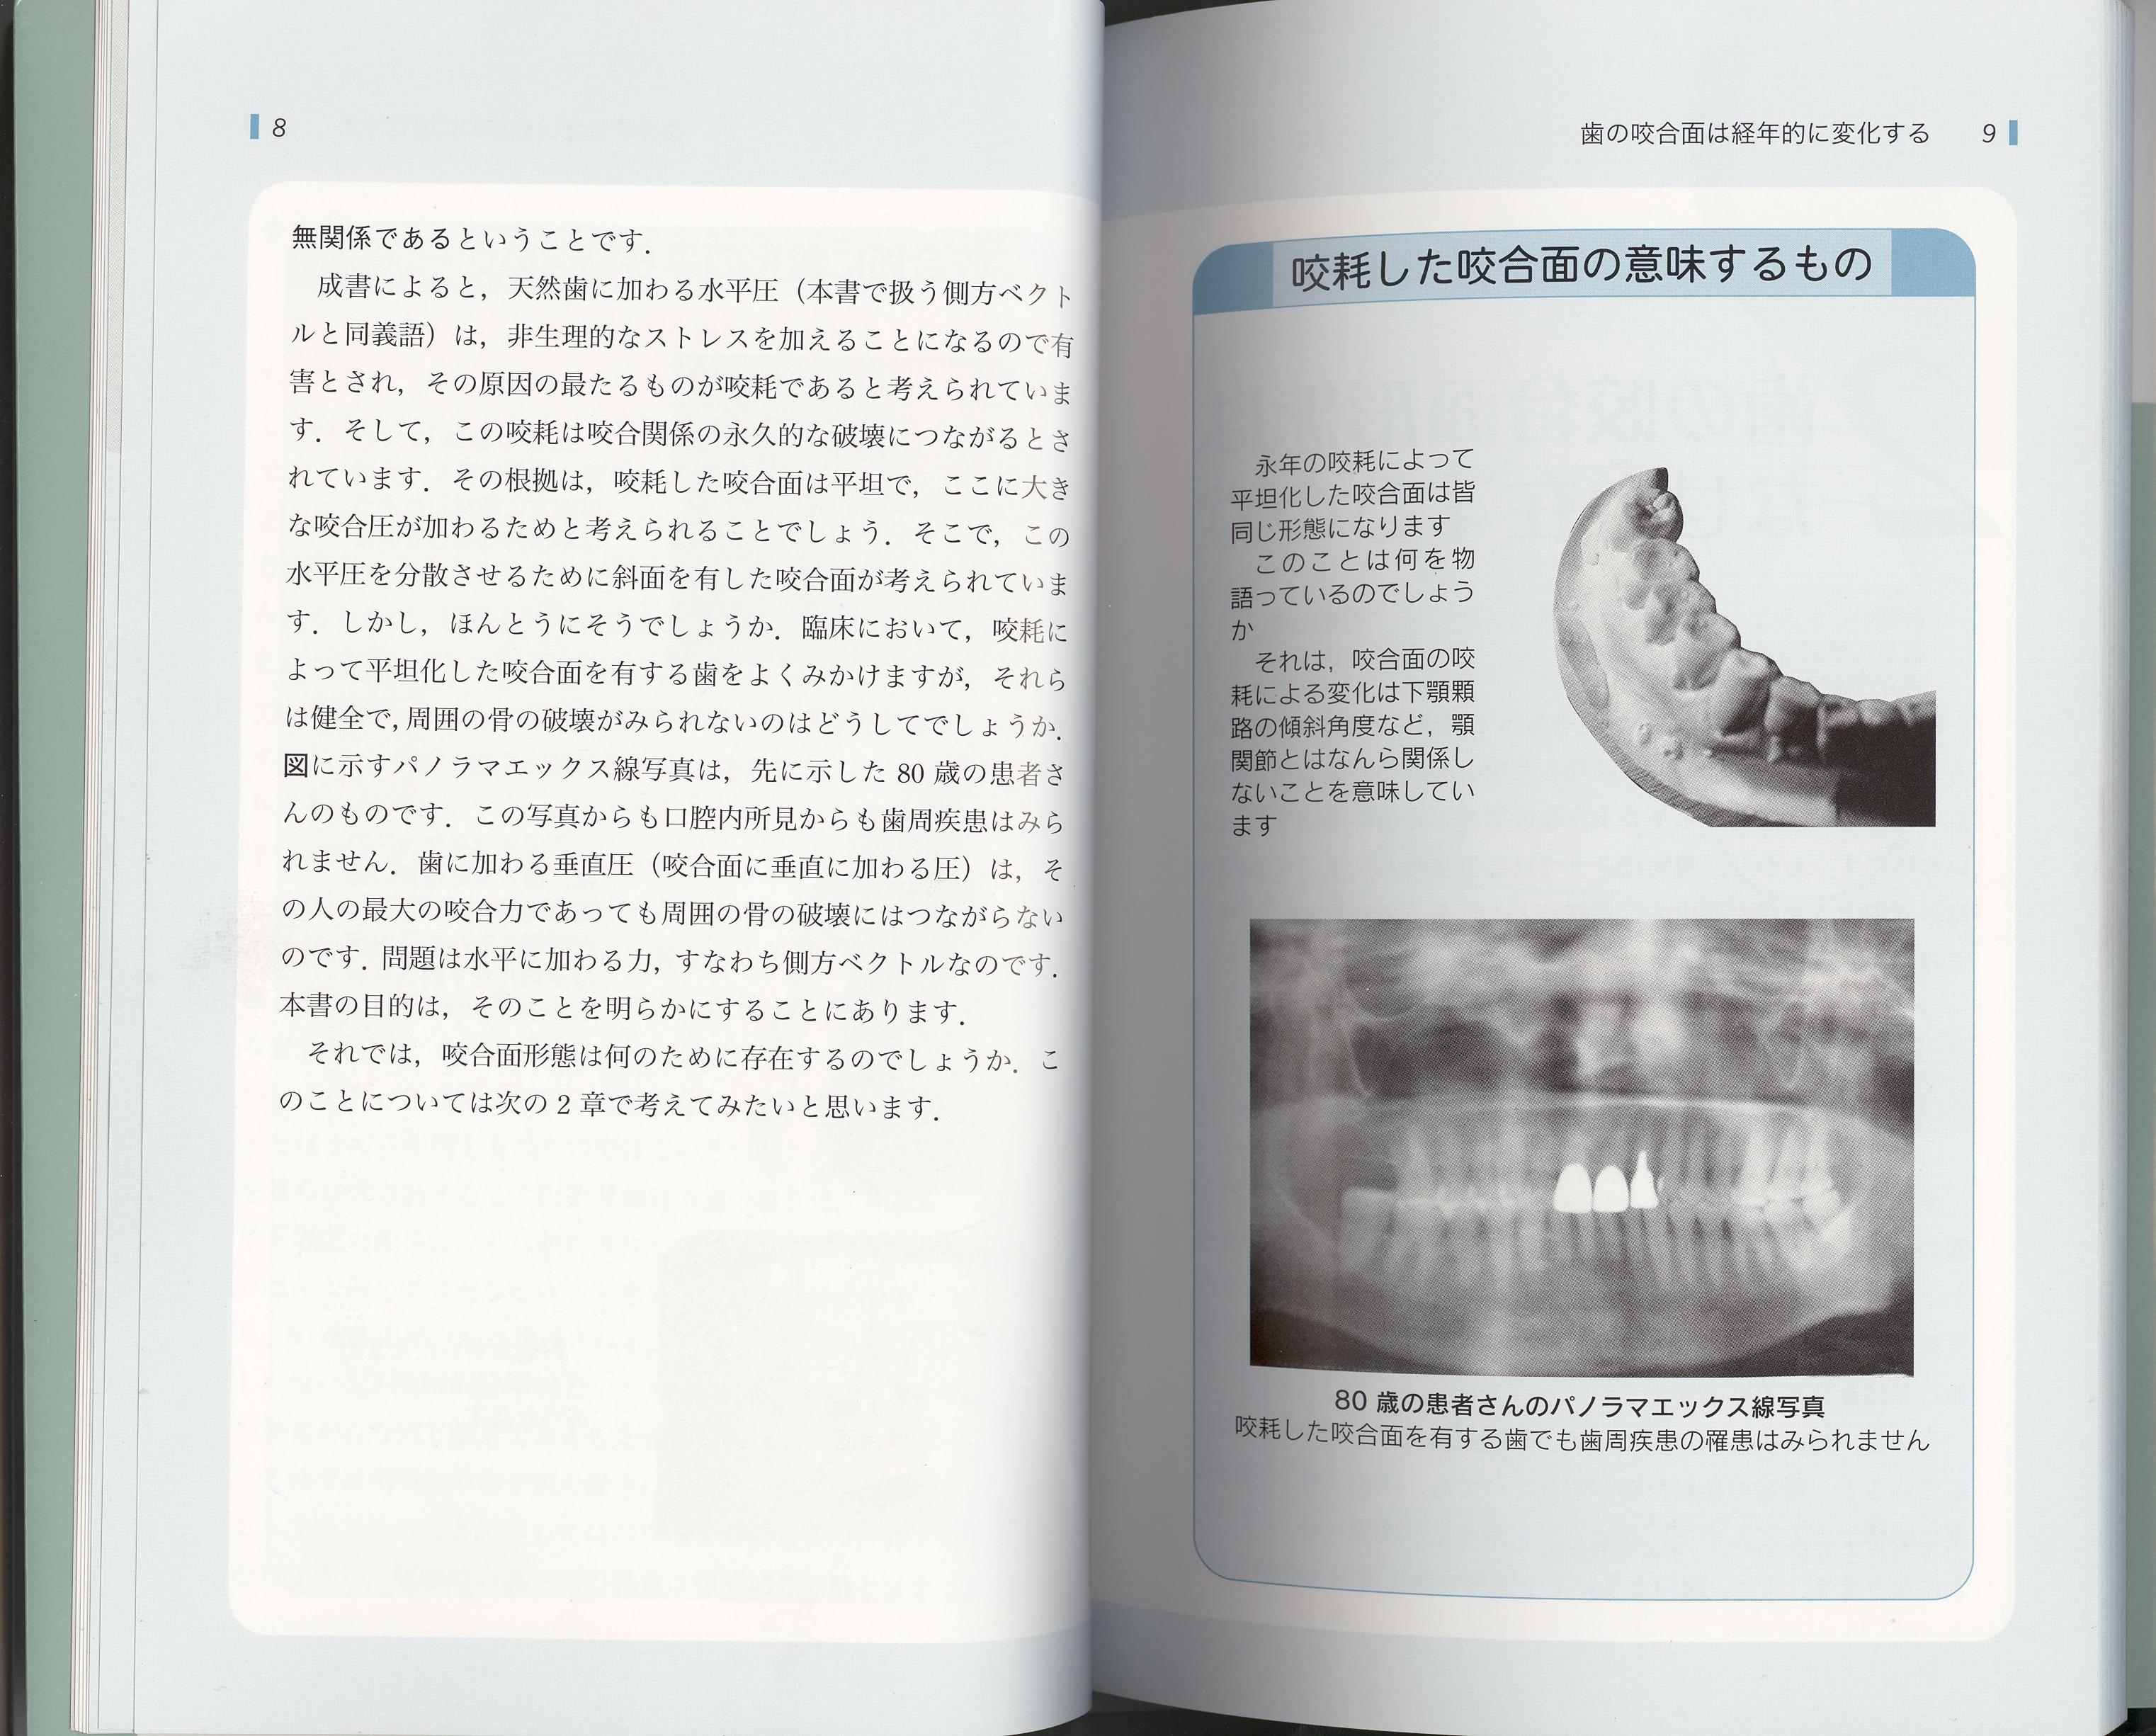 8
無関係であるということです．
成書によると，天然歯に加わる水平圧（本書で扱う側方ベクト
ルと同義語）は，非生理的なストレスを加えることになるので有
害とされ，その原因の最たるものが咬耗であると考えられていま
す．そして，この咬耗は咬合関係の永久的な破壊につながるとさ
れています．その根拠は，咬耗した咬合面は平坦で，ここに大き
な咬合圧が加わるためと考えられることでしょう．そこで，この
水平圧を分散させるために斜面を有した咬合面が考えられていま
す．しかし，ほんとうにそうでしょうか．臨床において，咬耗に
よって平坦化した咬合面を有する歯をよくみかけますが，それら
は健全で，周囲の骨の破壊がみられないのはどうしてでしょうか．
図に示すパノラマエックス線写真は，先に示した 80 歳の患者さ
んのものです．この写真からも口腔内所見からも歯周疾患はみら
れません．歯に加わる垂直圧（咬合面に垂直に加わる圧）は，そ
の人の最大の咬合力であっても周囲の骨の破壊にはつながらない
のです．問題は水平に加わる力，すなわち側方ベクトルなのです．
本書の目的は，そのことを明らかにすることにあります．
それでは，咬合面形態は何のために存在するのでしょうか．こ
のことについては次の 2 章で考えてみたいと思います．
歯の咬合面は経年的に変化する 9
咬耗した咬合面の意味するもの
永年の咬耗によって
平坦化した咬合面は皆
同じ形態になります
このことは何を物
語っているのでしょう
か
それは，咬合面の咬
耗による変化は下顎顆
路の傾斜角度など，顎
関節とはなんら関係し
ないことを意味してい
ます
80 歳の患者さんのパノラマエックス線写真
咬耗した咬合面を有する歯でも歯周疾患の罹患はみられません